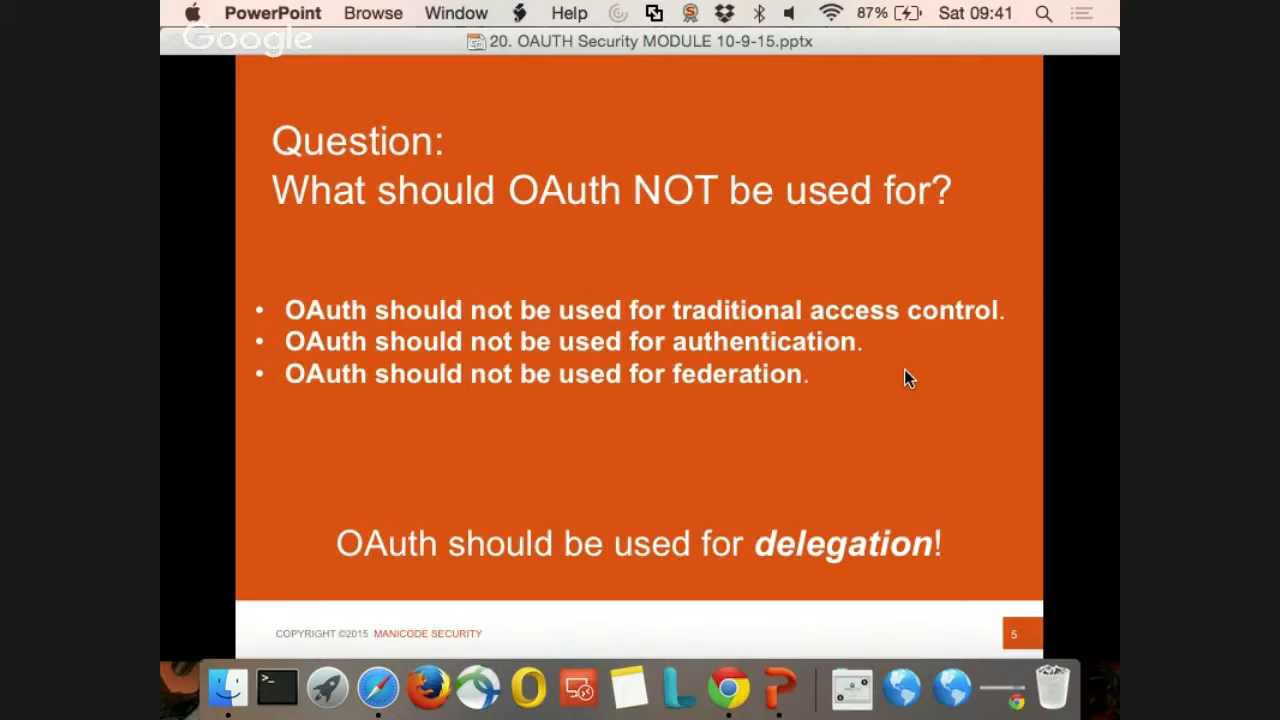 PowerPoint Browse Window Help 87% Sat 09:41
Google
20. OAUTH Security MODULE 10-9-15.pptx
Question:
What should OAuth NOT be used for?
• OAuth should not be used for traditional access control.
• OAuth should not be used for authentication.
• OAuth should not be used for federation.
OAuth should be used for delegation!
COPYRIGHT ©2015 MANICODE SECURITY
5